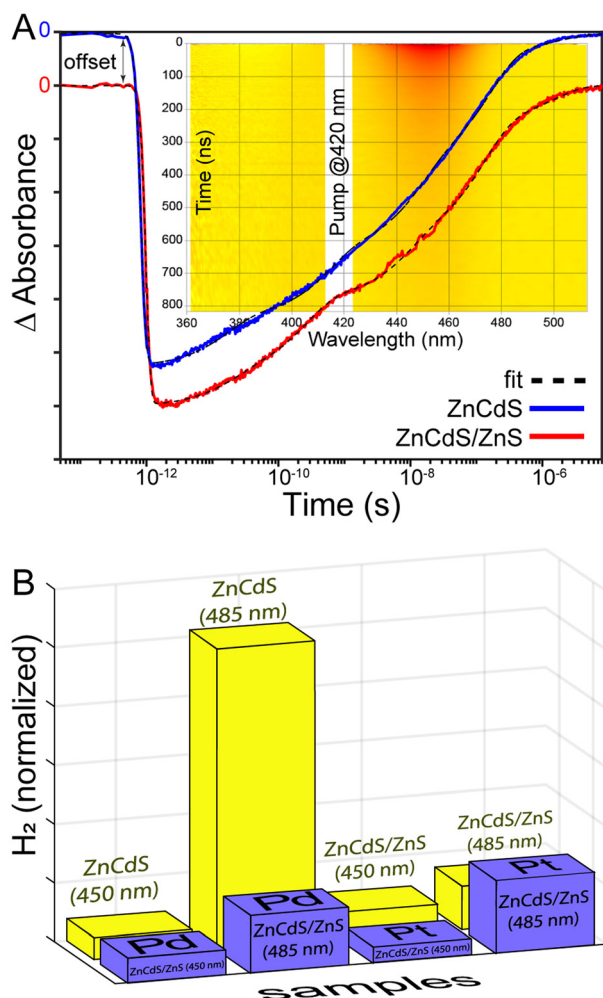 A
0
offset
0
Δ Absorbance
0
100
200
300
400
500
600
700
800
Time (ns)
Pump @420 nm
360
380
400
420
440
460
480
500
Wavelength (nm)
fit
ZnCdS
ZnCdS/ZnS
10-12
10-10
10-8
10-6
Time (s)
B
H2 (normalized)
ZnCdS
(485 nm)
ZnCdS
(450 nm)
ZnCdS/ZnS
(450 nm)
ZnCdS/ZnS
(485 nm)
Pd
ZnCdS/ZnS (450 nm)
Pd
ZnCdS/ZnS
(485 nm)
Pt
ZnCdS/ZnS (450 nm)
Pt
ZnCdS/ZnS
(485 nm)
samples